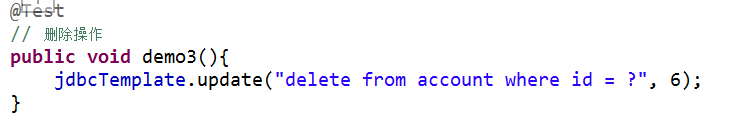 @Test
// 删除操作
public void demo3(){
    jdbcTemplate.update("delete from account where id = ?", 6);
}